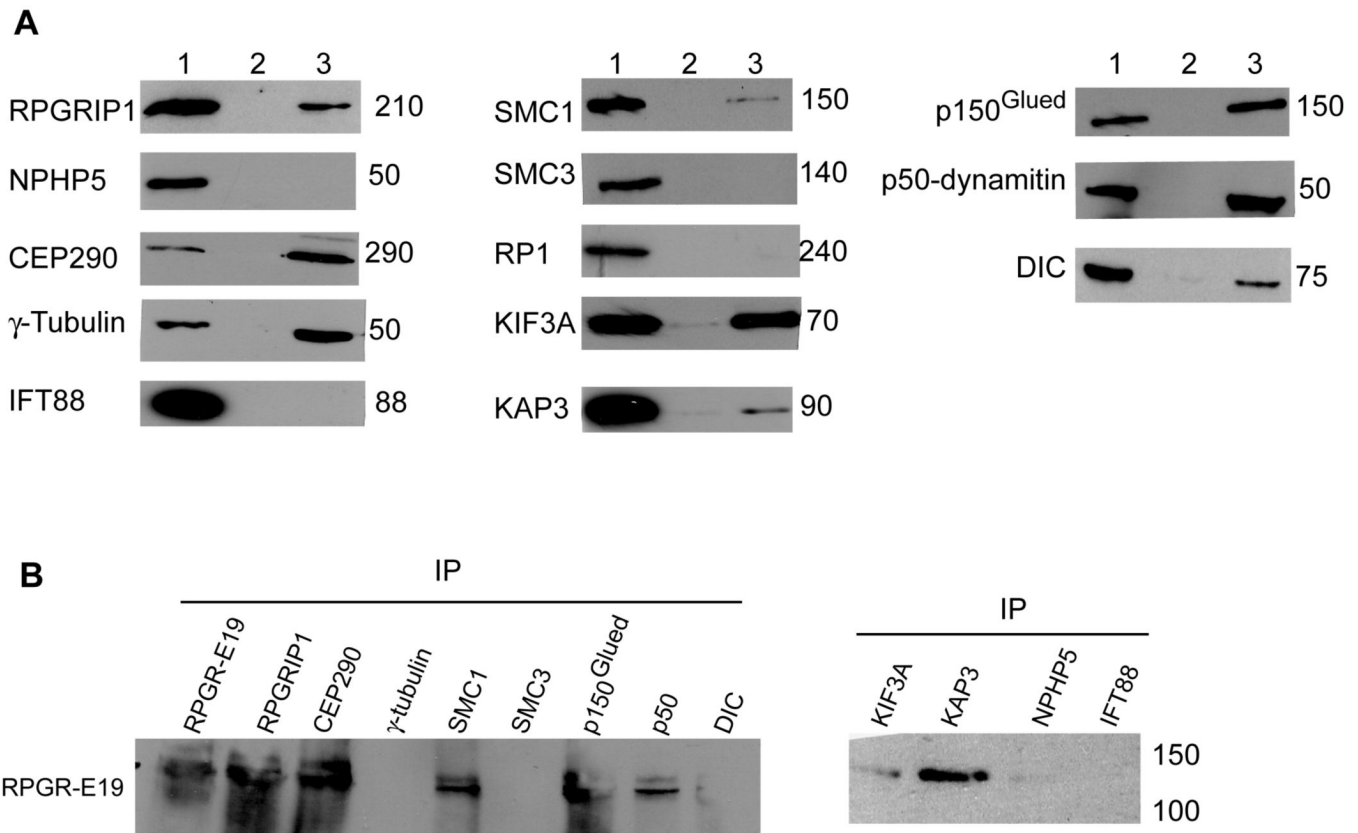 A
1 2 3
RPGRIP1 210
NPHP5 50
CEP290 290
γ-Tubulin 50
IFT88 88
1 2 3
SMC1 150
SMC3 140
RP1 240
KIF3A 70
KAP3 90
1 2 3
p150Glued 150
p50-dynamitin 50
DIC 75
B
IP
RPGR-E19 RPGRIP1 CEP290 γ-tubulin SMC1 SMC3 p150Glued p50 DIC
RPGR-E19
IP
KIF3A KAP3 NPHP5 IFT88
150
100